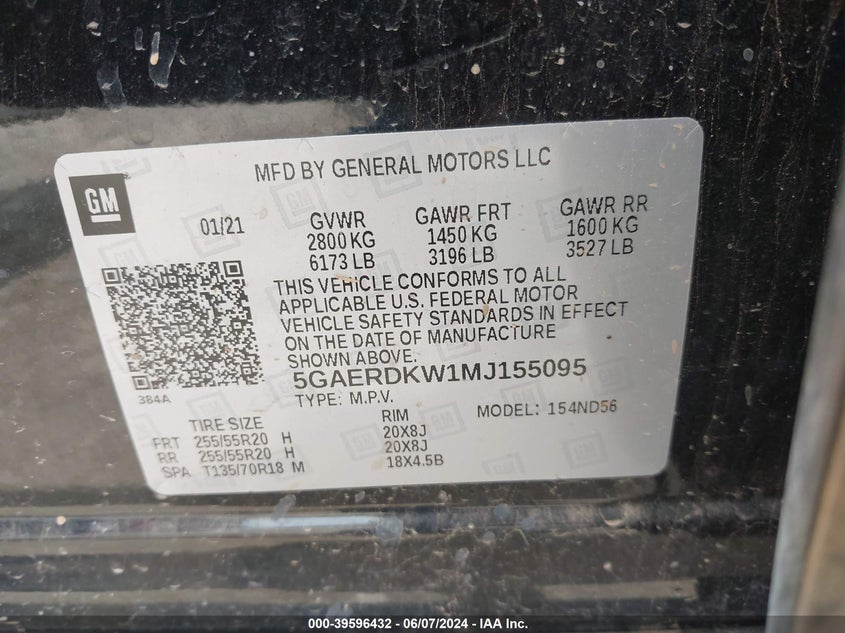 MFD BY GENERAL MOTORS LLC
GM
01/21 GVWR GAWR FRT GAWR RR
2800 KG 1450 KG 1600 KG
6173 LB 3196 LB 3527 LB
THIS VEHICLE CONFORMS TO ALL
APPLICABLE U.S. FEDERAL MOTOR
VEHICLE SAFETY STANDARDS IN EFFECT
ON THE DATE OF MANUFACTURE
SHOWN ABOVE.
5GAERDKW1MJ155095
384A
TYPE: M.P.V. MODEL: 154ND56
TIRE SIZE RIM
FRT 255/55R20 H 20X8J
RR 255/55R20 H 20X8J
SPA T135/70R18 M 18X4.5B
000-39596432 - 06/07/2024 - IAA Inc.